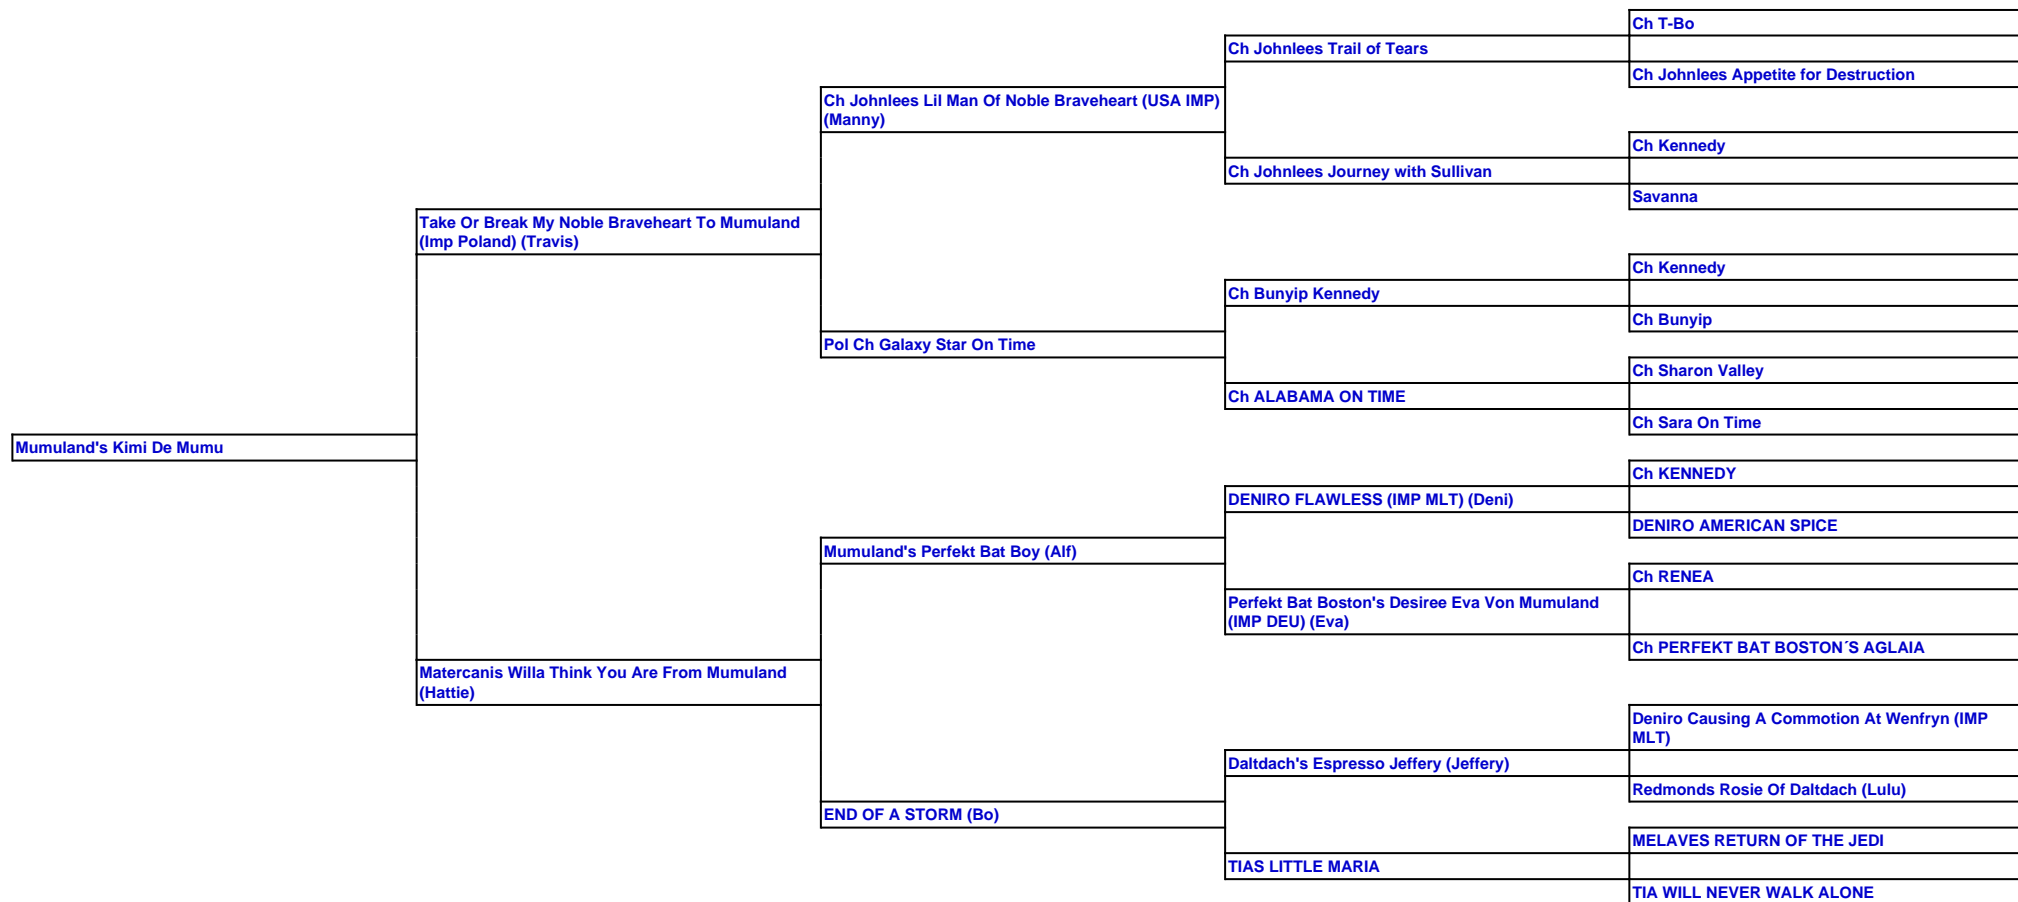 Ch T-Bo
Ch Johnlees Trail of Tears
Ch Johnlees Appetite for Destruction
Ch Johnlees Lil Man Of Noble Braveheart (USA IMP)
(Manny)
Ch Kennedy
Ch Johnlees Journey with Sullivan
Savanna
Take Or Break My Noble Braveheart To Mumuland
(Imp Poland) (Travis)
Ch Kennedy
Ch Bunyip Kennedy
Ch Bunyip
Pol Ch Galaxy Star On Time
Ch Sharon Valley
Ch ALABAMA ON TIME
Ch Sara On Time
Mumuland's Kimi De Mumu
Ch KENNEDY
DENIRO FLAWLESS (IMP MLT) (Deni)
DENIRO AMERICAN SPICE
Mumuland's Perfekt Bat Boy (Alf)
Ch RENEA
Perfekt Bat Boston's Desiree Eva Von Mumuland
(IMP DEU) (Eva)
Ch PERFEKT BAT BOSTON´S AGLAIA
Matercanis Willa Think You Are From Mumuland
(Hattie)
Deniro Causing A Commotion At Wenfryn (IMP
MLT)
Daltdach's Espresso Jeffery (Jeffery)
Redmonds Rosie Of Daltdach (Lulu)
END OF A STORM (Bo)
MELAVES RETURN OF THE JEDI
TIAS LITTLE MARIA
TIA WILL NEVER WALK ALONE